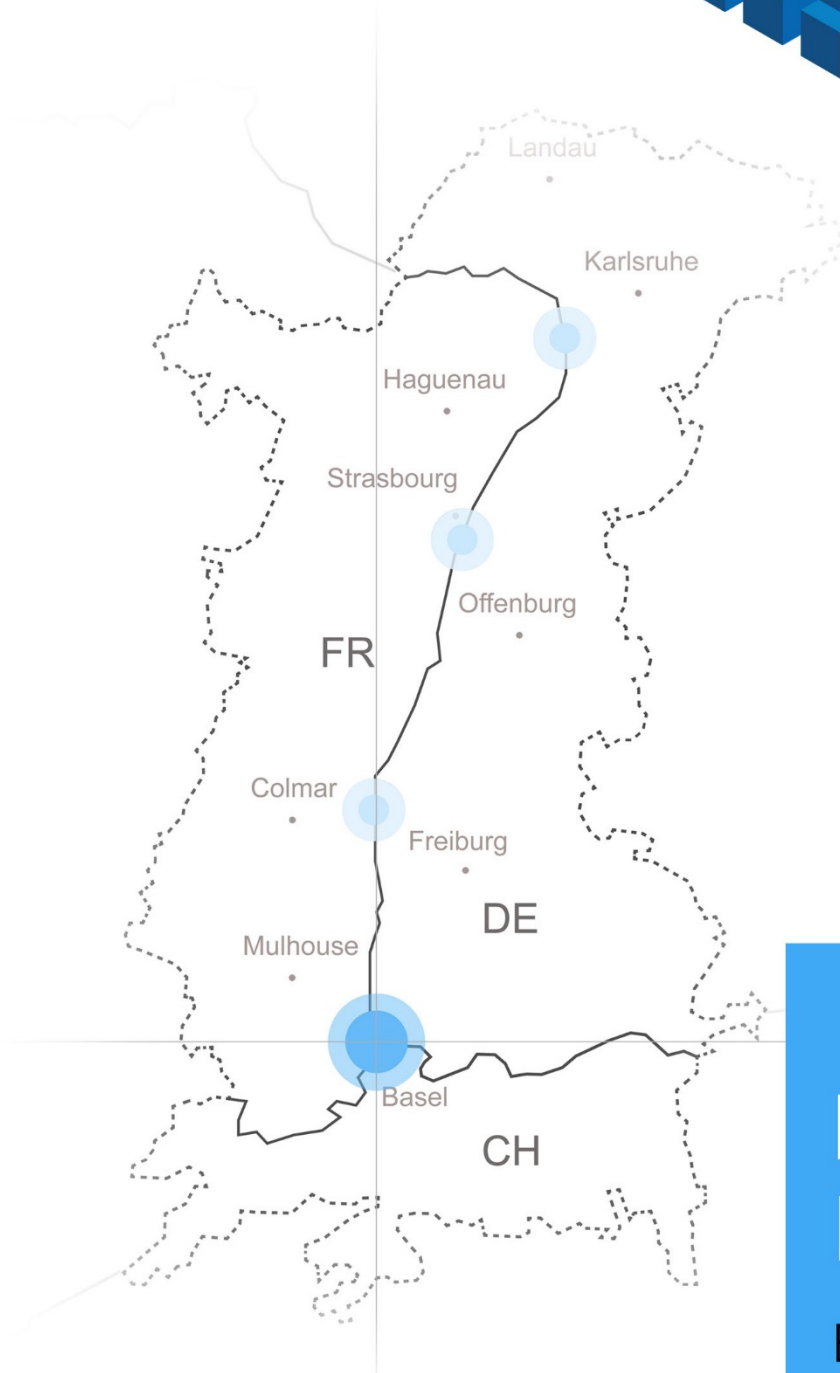 Landau
Karlsruhe
Haguenau
Strasbourg
Offenburg
FR
Colmar
Freiburg
DE
Mulhouse
Basel
CH